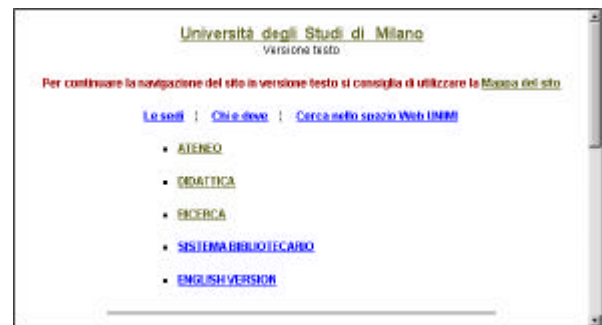 Università degli Studi di Milano
Versione testo
Per continuare la navigazione del sito in versione testo si consiglia di utilizzare la Mappa del sito
Le sedi ¦ Chi e dove ¦ Cerca nello spazio Web UNIMI
ATENEO
DIDATTICA
RICERCA
SISTEMA BIBLIOTECARIO
ENGLISH VERSION